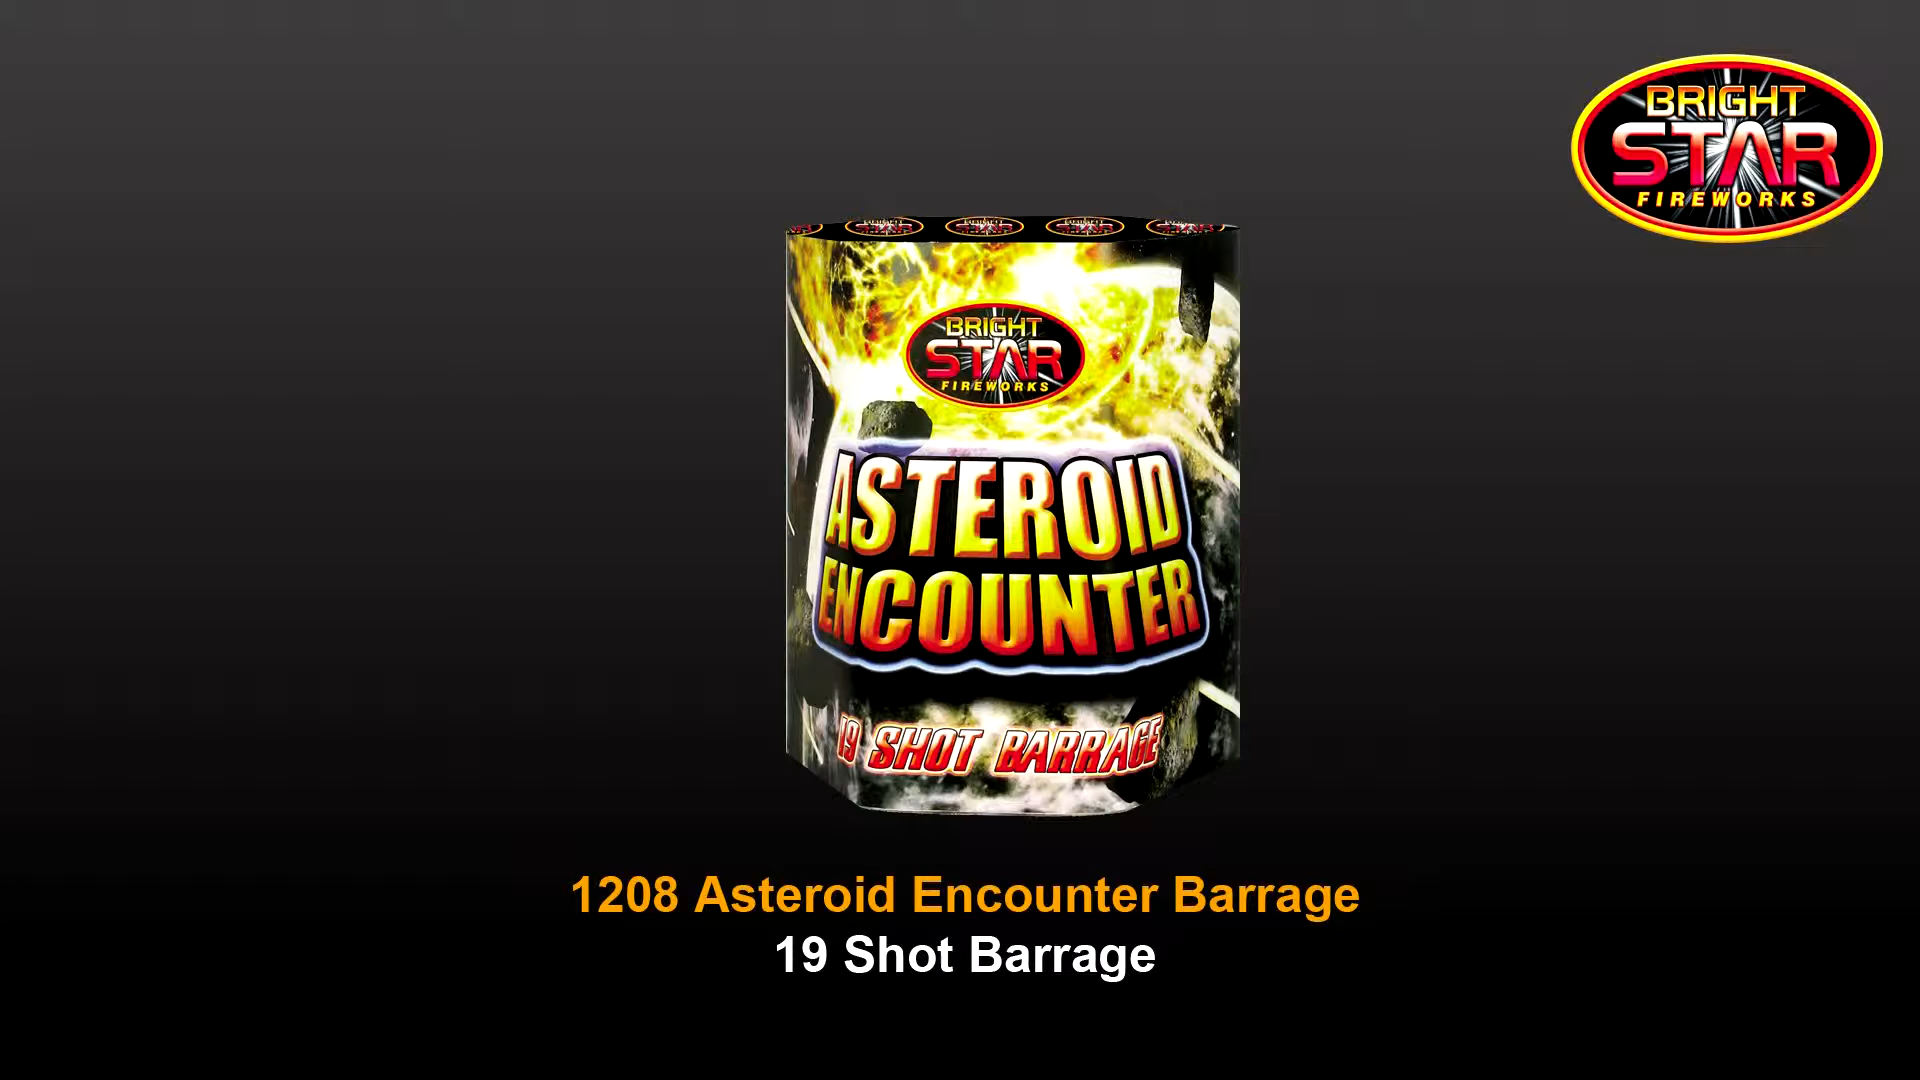 BRIGHT
STAR
FIREWORKS
BRIGHT
STAR
FIREWORKS
ASTEROID
ENCOUNTER
19 SHOT BARRAGE
1208 Asteroid Encounter Barrage
19 Shot Barrage